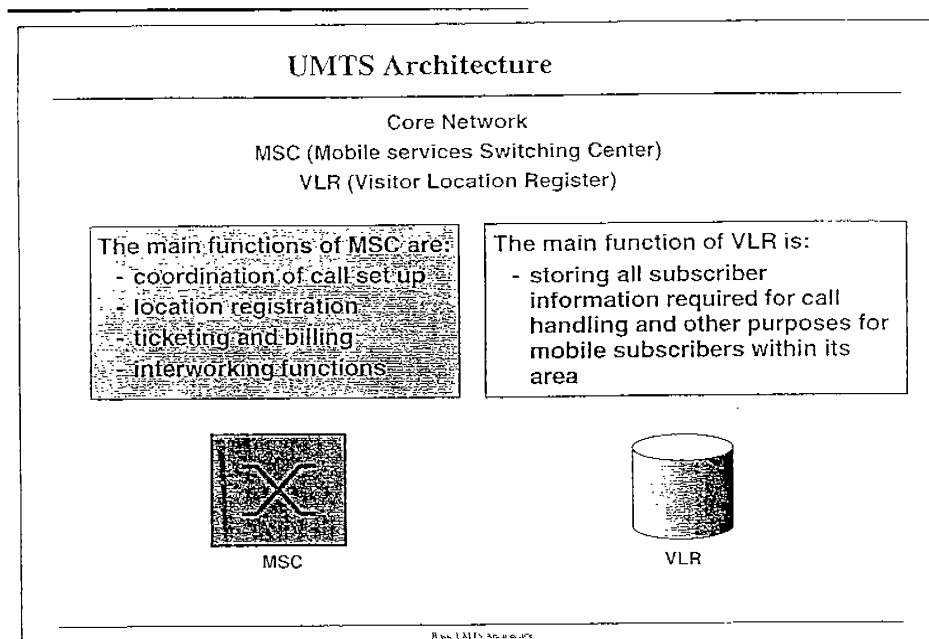 UMTS Architecture
Core Network
MSC (Mobile services Switching Center)
VLR (Visitor Location Register)
The main functions of MSC are:
- coordination of call set up
- location registration
- ticketing and billing
- interworking functions
The main function of VLR is:
- storing all subscriber
information required for call
handling and other purposes for
mobile subscribers within its
area
MSC
VLR